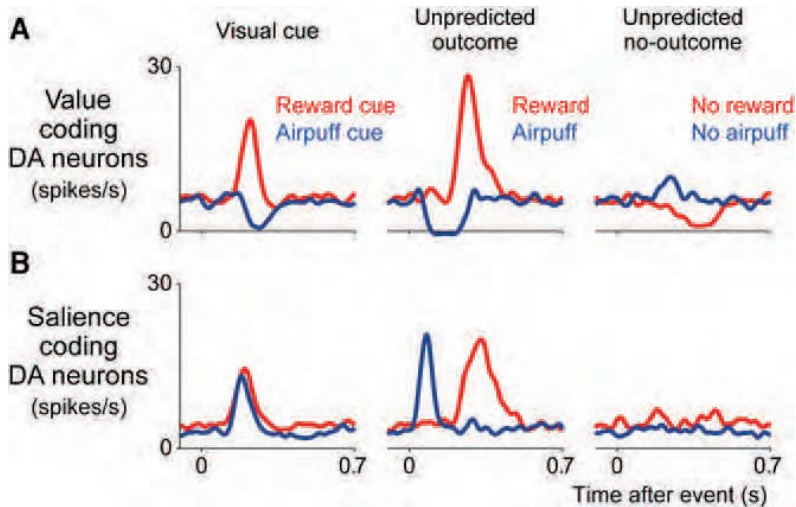 A
Visual cue
Unpredicted
outcome
Unpredicted
no-outcome
Value
coding
DA neurons
(spikes/s)
30
0
Reward cue
Airpuff cue
Reward
Airpuff
No reward
No airpuff
B
Salience
coding
DA neurons
(spikes/s)
30
0
0
0.7
0
0.7
0
0.7
Time after event (s)